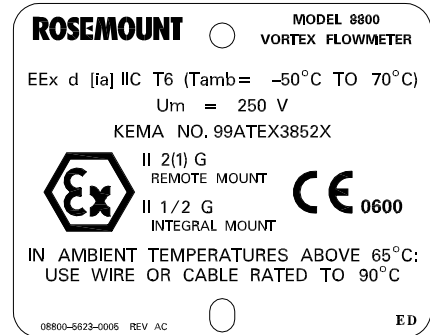 ROSEMOUNT
MODEL 8800
VORTEX FLOWMETER
EEx d [ia] IIC T6 (Tamb= -50°C TO 70°C)
Um = 250 V
KEMA NO. 99ATEX3852X
εx
II 2(1) G
REMOTE MOUNT
II 1/2 G
INTEGRAL MOUNT
CE 0600
IN AMBIENT TEMPERATURES ABOVE 65°C:
USE WIRE OR CABLE RATED TO 90°C
08800-5623-0005 REV AC
ED